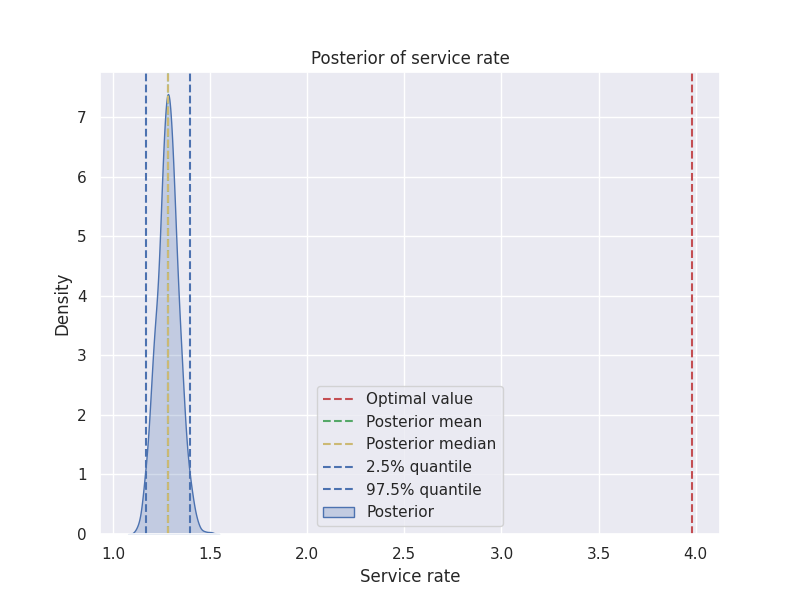 Posterior of service rate
Density
7
6
5
4
3
2
1
0
1.0 1.5 2.0 2.5 3.0 3.5 4.0
Service rate
Optimal value
Posterior mean
Posterior median
2.5% quantile
97.5% quantile
Posterior